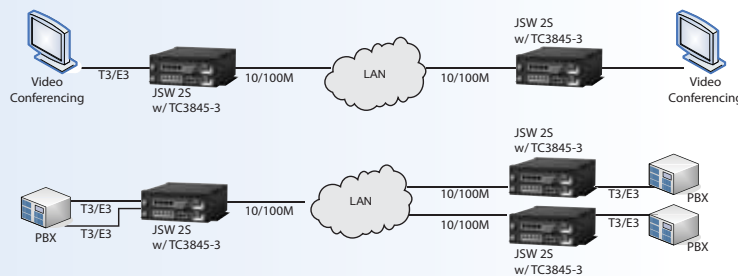 JSW 2S
w/ TC3845-3
Video
Conferencing
T3/E3
JSW 2S
w/ TC3845-3
10/100M
LAN
10/100M
Video
Conferencing
JSW 2S
w/ TC3845-3
PBX
T3/E3
T3/E3
JSW 2S
w/ TC3845-3
10/100M
LAN
10/100M
10/100M
T3/E3
PBX
T3/E3
PBX
JSW 2S
w/ TC3845-3